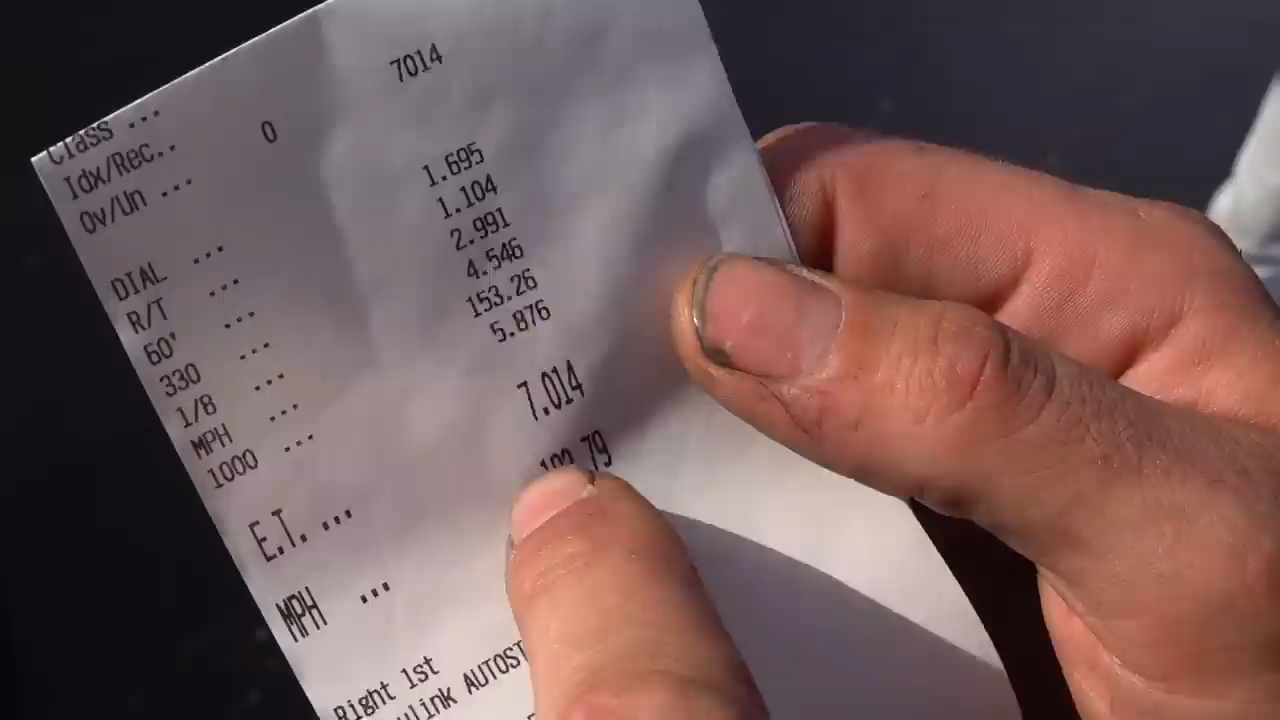 Class ...
Idx/Rec..
Ov/Un ... 0 7014
DIAL ...
R/T ... 1.695
60' ... 1.104
330 ... 2.991
1/8 ... 4.546
MPH ... 153.26
1000 ... 5.876
E.T. ... 7.014
MPH ...
Right 1st